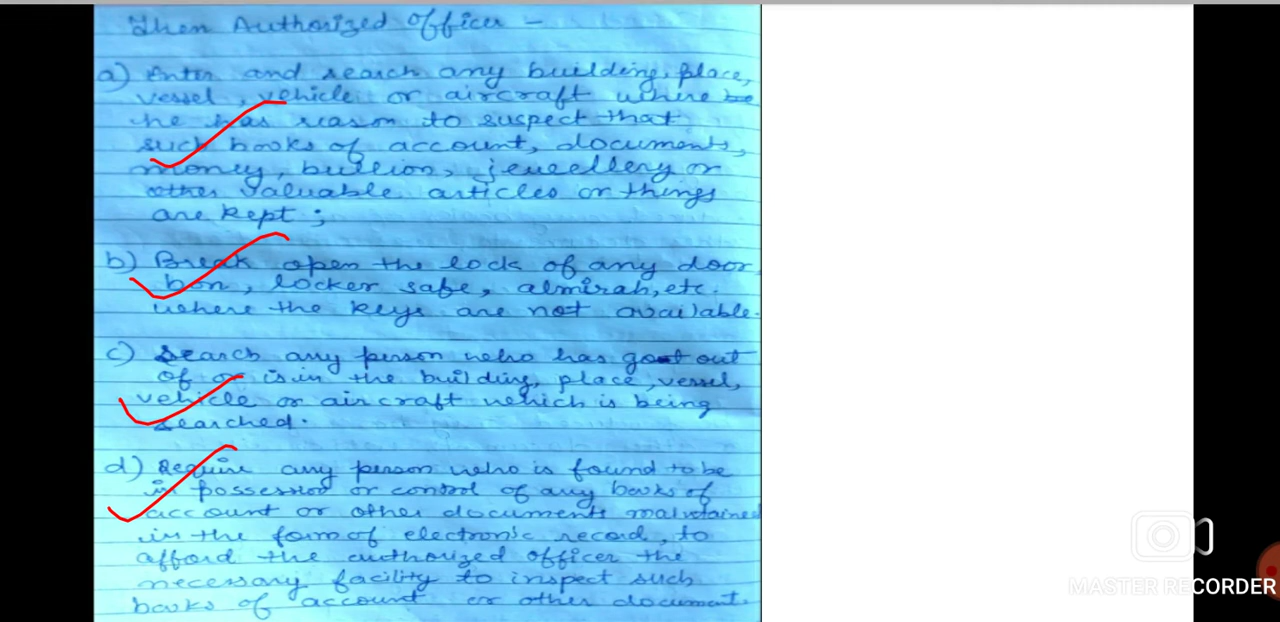 Then Authorized Officer -
a) Enter and search any building, place,
vessel, vehicle or aircraft where
he has reason to suspect that
such books of account, documents,
money, bullion, jewellery or
other valuable articles or things
are kept ;
b) Break open the lock of any door,
box, locker safe, almirah, etc.
where the keys are not available.
c) Search any person who has got out
of or is in the building, place, vessel,
vehicle or aircraft which is being
searched.
d) Require any person who is found to be
in possession or control of any books of
account or other documents maintained
in the form of electronic record, to
afford the authorized officer the
necessary facility to inspect such
books of account or other document.
MASTER RECORDER